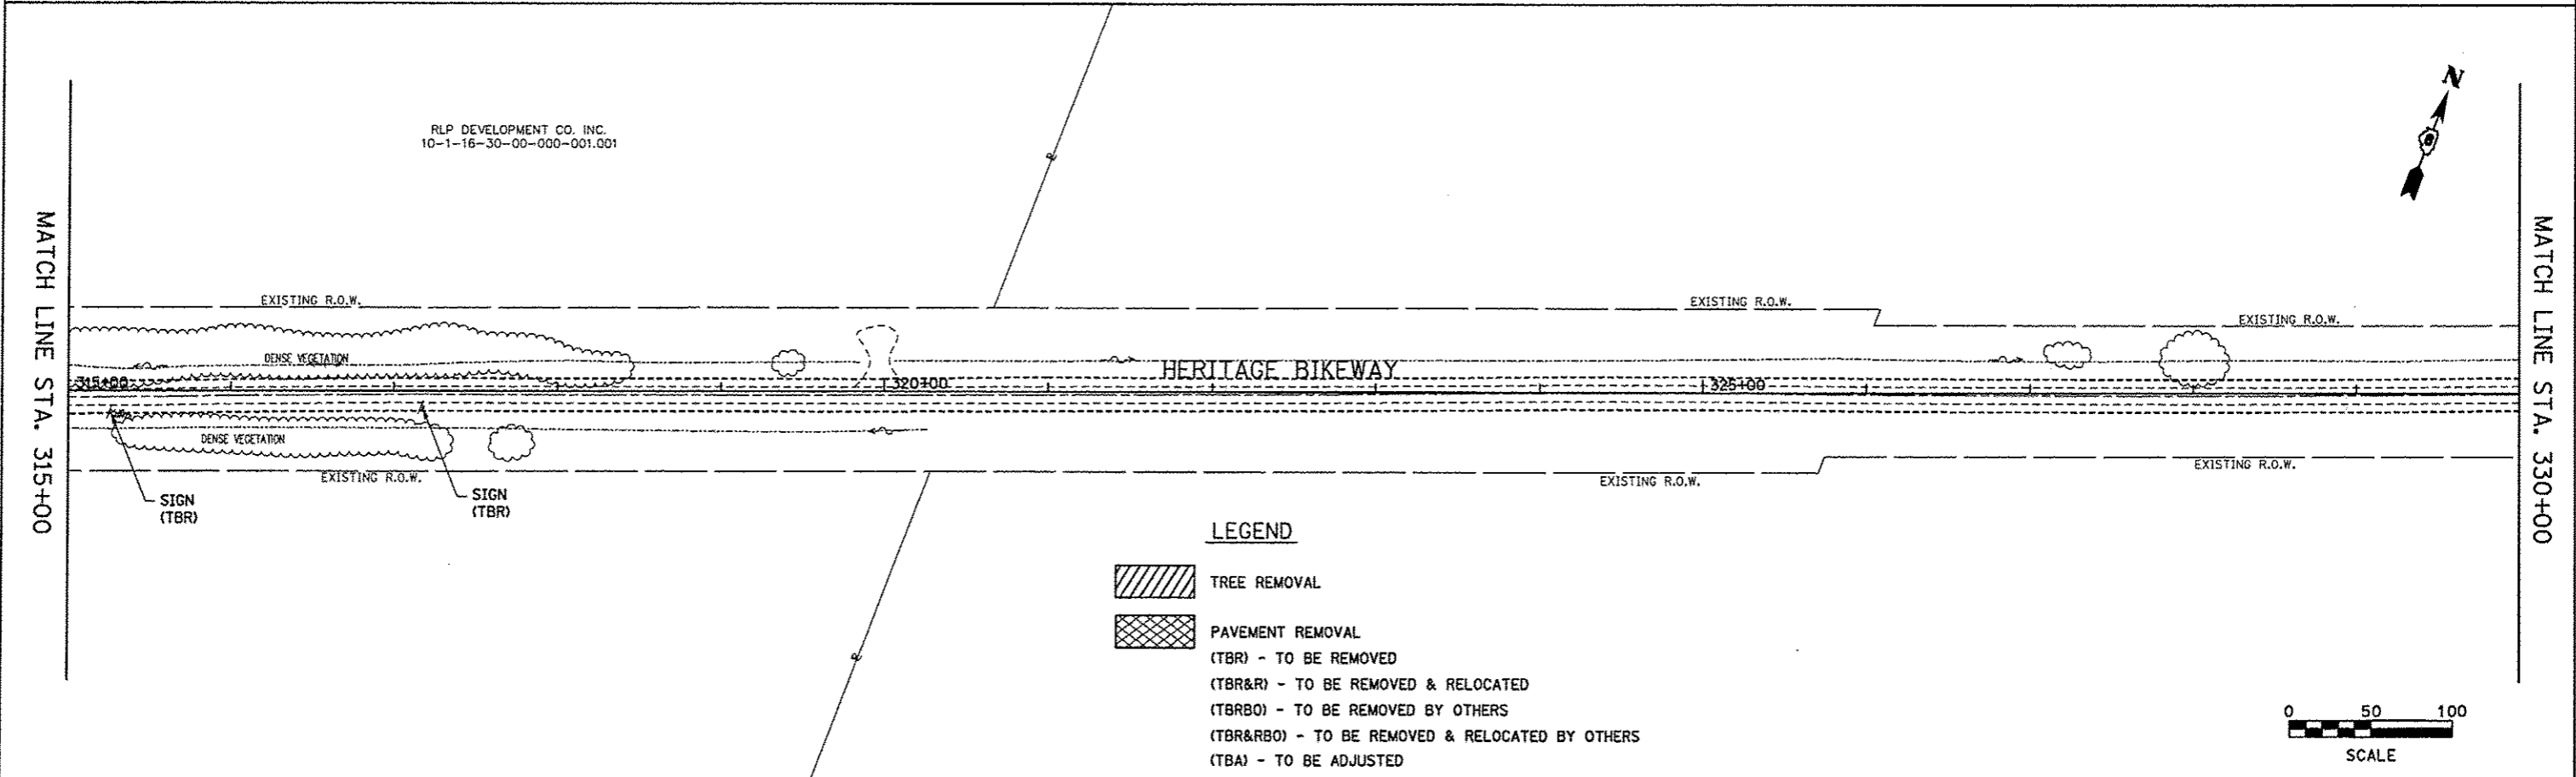 N
RLP DEVELOPMENT CO. INC.
10-1-16-30-00-000-001.001
MATCH LINE STA. 315+00
MATCH LINE STA. 330+00
EXISTING R.O.W.
EXISTING R.O.W.
EXISTING R.O.W.
DENSE VEGETATION
HERITAGE BIKEWAY
315+00
320+00
325+00
DENSE VEGETATION
EXISTING R.O.W.
EXISTING R.O.W.
EXISTING R.O.W.
SIGN
(TBR)
SIGN
(TBR)
LEGEND
TREE REMOVAL
PAVEMENT REMOVAL
(TBR) - TO BE REMOVED
(TBR&R) - TO BE REMOVED & RELOCATED
(TBRBO) - TO BE REMOVED BY OTHERS
(TBR&RBO) - TO BE REMOVED & RELOCATED BY OTHERS
(TBA) - TO BE ADJUSTED
0 50 100
SCALE